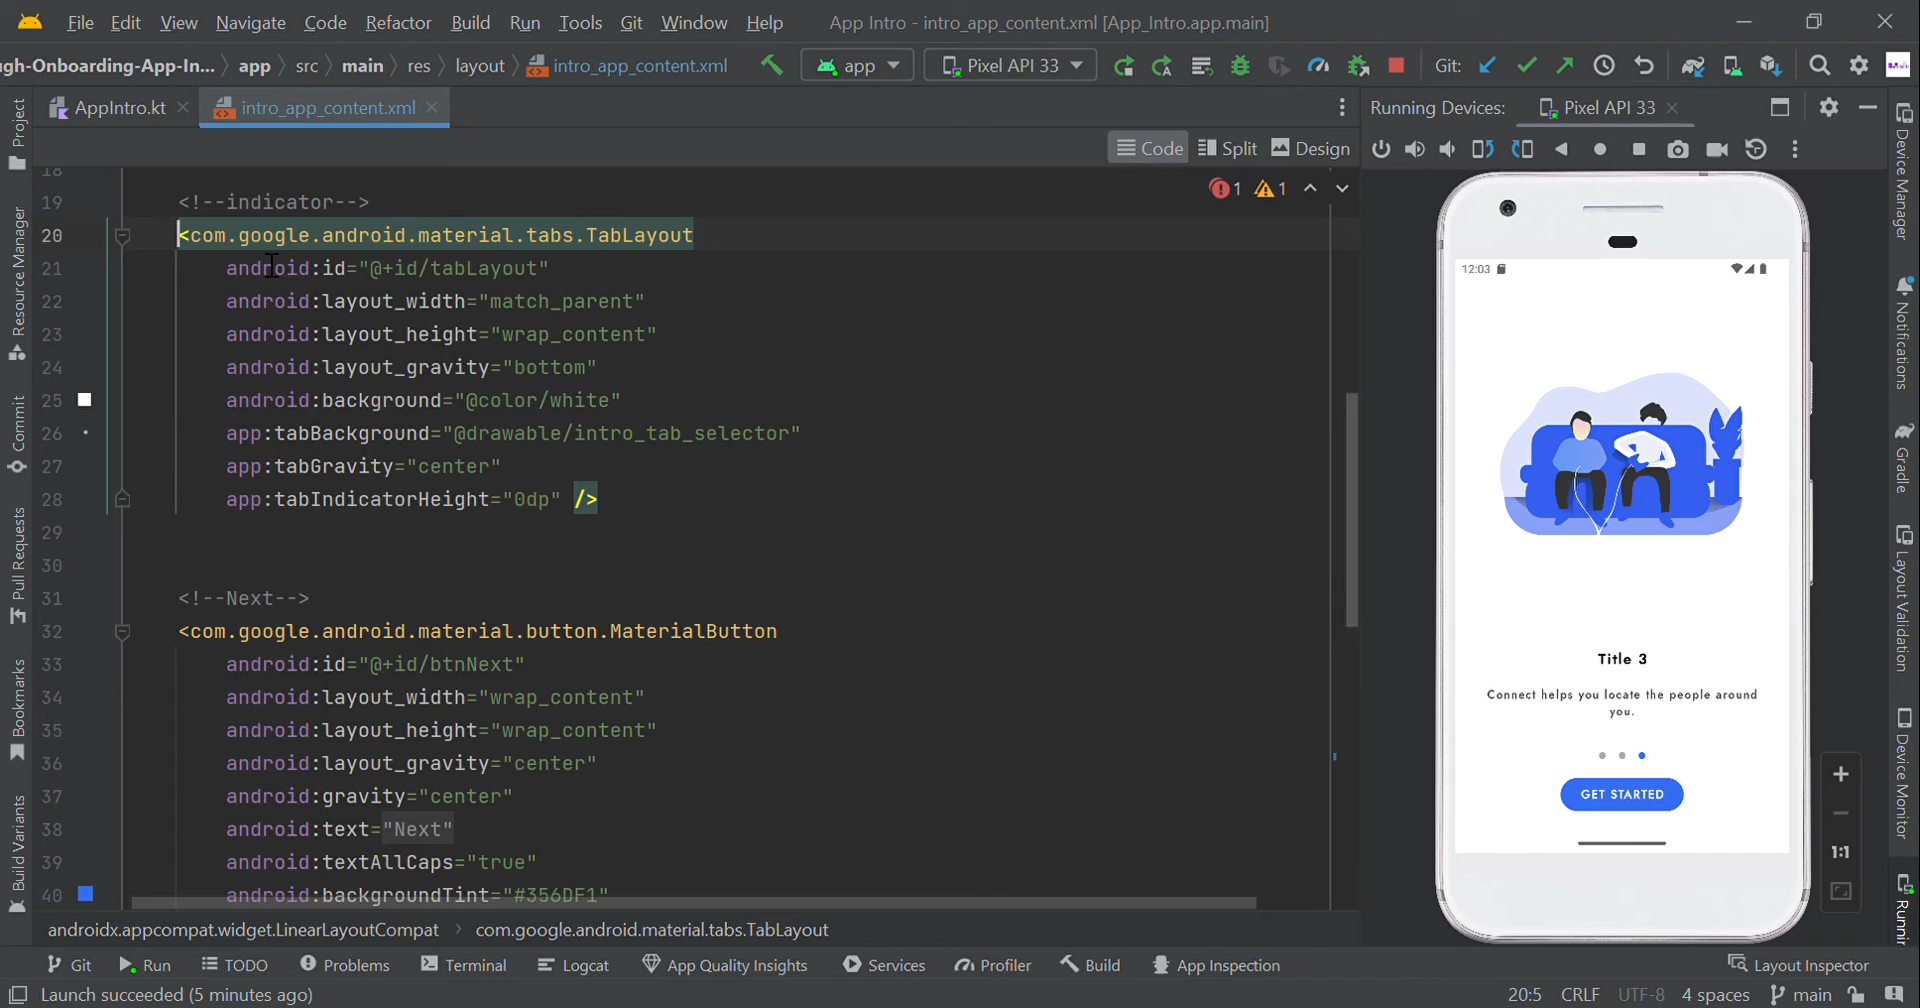 File Edit View Navigate Code Refactor Build Run Tools Git Window Help App Intro - intro_app_content.xml [App_Intro.app.main]
gh-Onboarding-App-In... app src main res layout intro_app_content.xml app Pixel API 33 Git:
AppIntro.kt intro_app_content.xml Running Devices: Pixel API 33
Code Split Design
Project
Resource Manager
Commit
Pull Requests
Bookmarks
Build Variants
1 1
18
19 <!--indicator-->
20 <com.google.android.material.tabs.TabLayout
21 android:id="@+id/tabLayout"
22 android:layout_width="match_parent"
23 android:layout_height="wrap_content"
24 android:layout_gravity="bottom"
25 android:background="@color/white"
26 app:tabBackground="@drawable/intro_tab_selector"
27 app:tabGravity="center"
28 app:tabIndicatorHeight="0dp" />
29
30
31 <!--Next-->
32 <com.google.android.material.button.MaterialButton
33 android:id="@+id/btnNext"
34 android:layout_width="wrap_content"
35 android:layout_height="wrap_content"
36 android:layout_gravity="center"
37 android:gravity="center"
38 android:text="Next"
39 android:textAllCaps="true"
40 android:backgroundTint="#356DF1"
12:03
Title 3
Connect helps you locate the people around
you.
GET STARTED
1:1
Device Manager
Notifications
Gradle
Layout Validation
Device Monitor
Runni
androidx.appcompat.widget.LinearLayoutCompat com.google.android.material.tabs.TabLayout
Git Run TODO Problems Terminal Logcat App Quality Insights Services Profiler Build App Inspection Layout Inspector
Launch succeeded (5 minutes ago) 20:5 CRLF UTF-8 4 spaces main